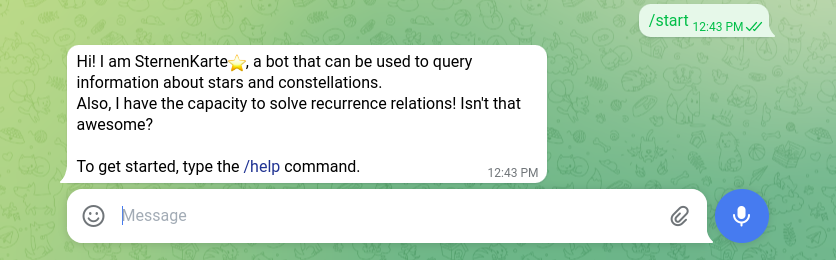 /start 12:43 PM
Hi! I am SternenKarte⭐, a bot that can be used to query
information about stars and constellations.
Also, I have the capacity to solve recurrence relations! Isn't that
awesome?
To get started, type the /help command.
12:43 PM
Message